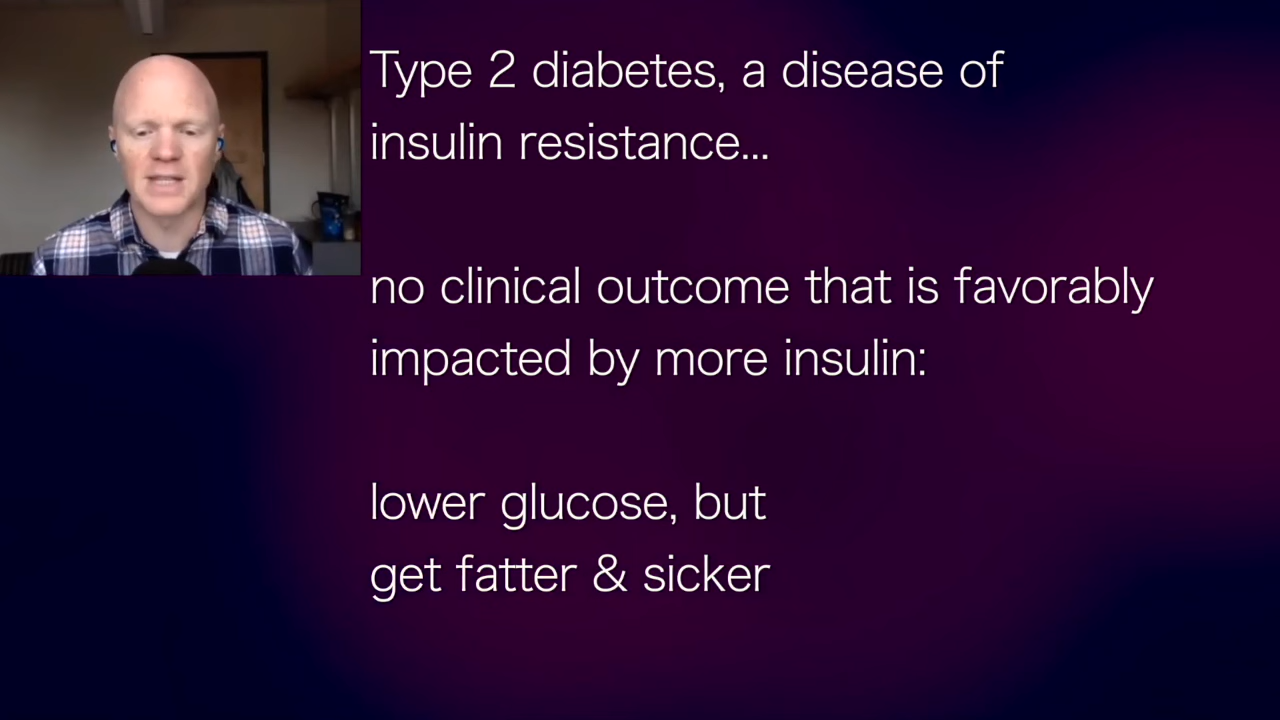 Type 2 diabetes, a disease of
insulin resistance...
no clinical outcome that is favorably
impacted by more insulin:
lower glucose, but
get fatter & sicker